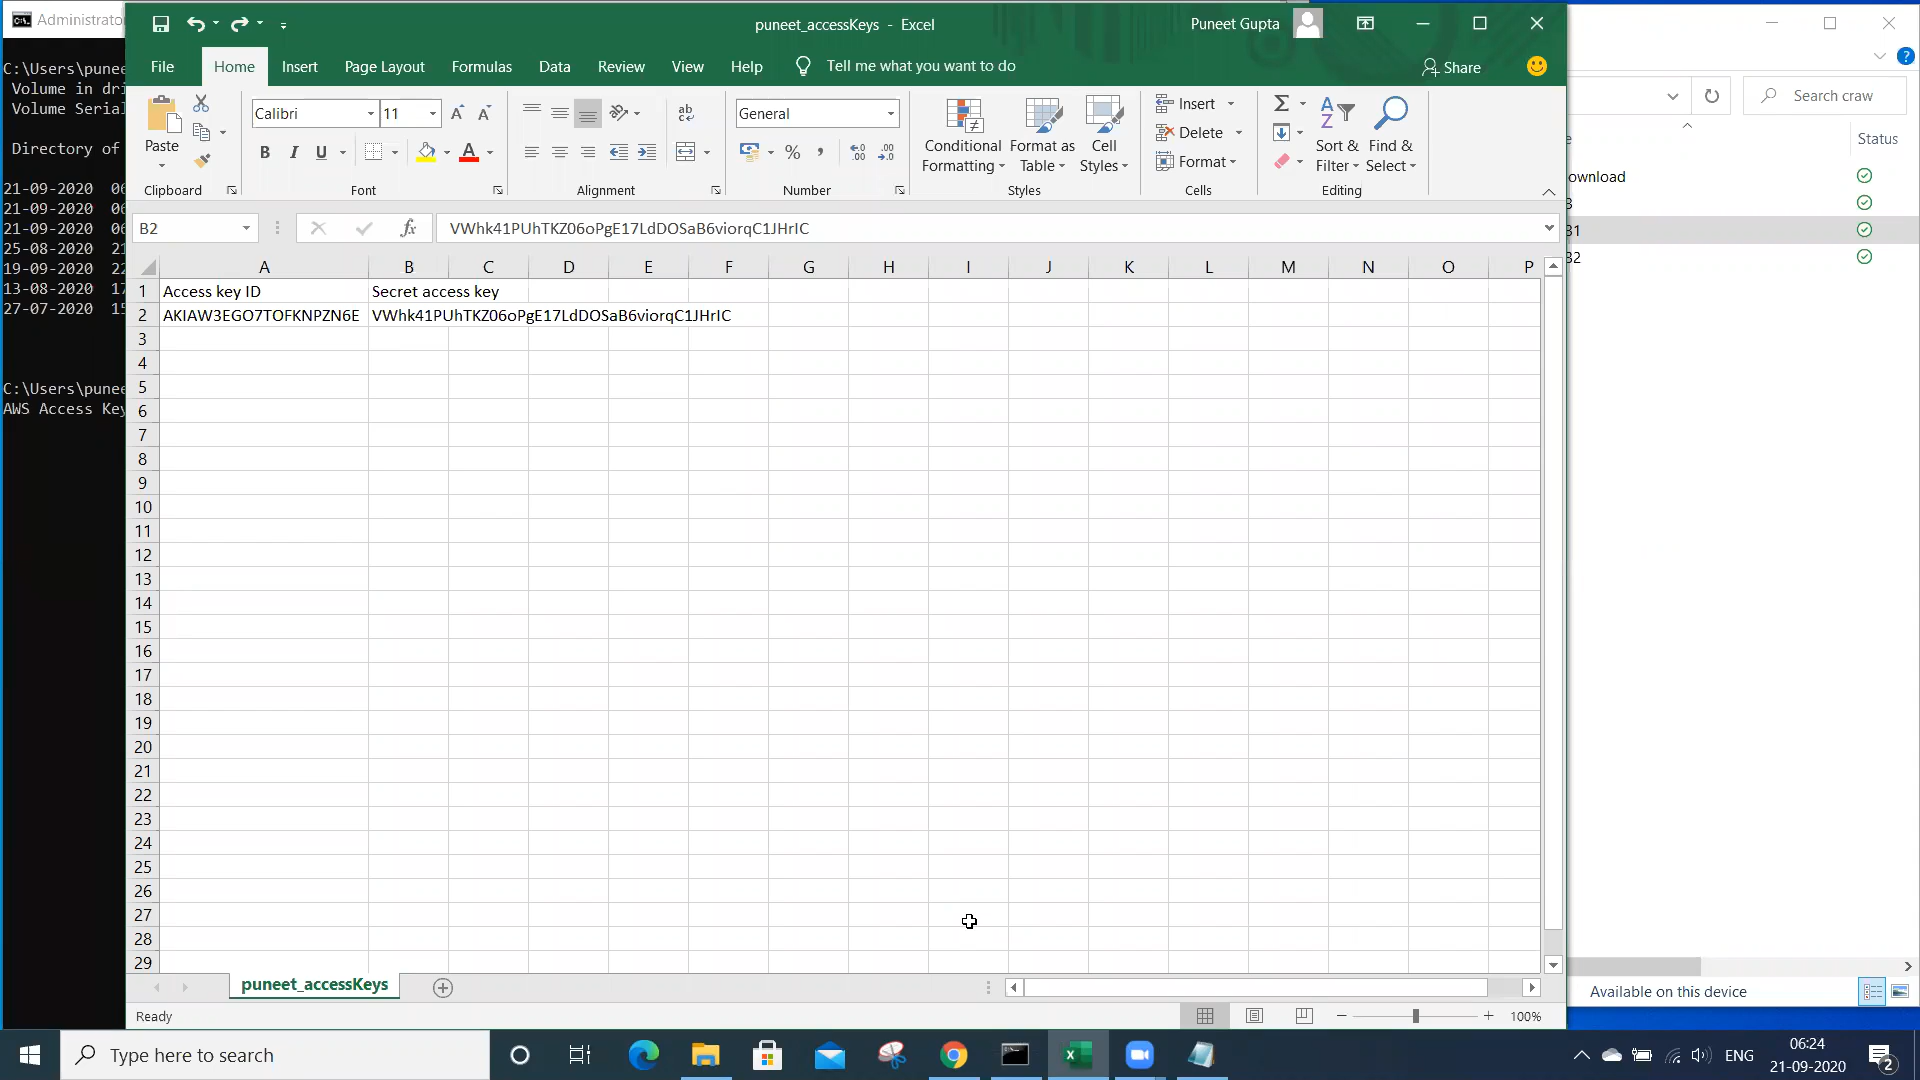 Administrator
puneet_accessKeys - Excel
Puneet Gupta
File Home Insert Page Layout Formulas Data Review View Help Tell me what you want to do Share
Paste
Clipboard
Calibri 11
B I U
Font
Alignment
General
Number
Conditional Formatting
Format as Table
Cell Styles
Styles
Insert
Delete
Format
Cells
Sort & Filter
Find & Select
Editing
B2 fx VWhk41PUhTKZ06oPgE17LdDOSaB6viorqC1JHrIC
A B C D E F G H I J K L M N O P
1 Access key ID Secret access key
2 AKIAW3EGO7TOFKNPZN6E VWhk41PUhTKZ06oPgE17LdDOSaB6viorqC1JHrIC
3
4
5
6
7
8
9
10
11
12
13
14
15
16
17
18
19
20
21
22
23
24
25
26
27
28
29
puneet_accessKeys
Ready
100%
C:\Users\punee
Volume in dri
Volume Serial
Directory of
21-09-2020 06
21-09-2020 06
21-09-2020 06
25-08-2020 21
19-09-2020 22
13-08-2020 17
27-07-2020 15
C:\Users\punee
AWS Access Key
Search craw
Status
ownload
31
32
Available on this device
Type here to search
ENG
06:24
21-09-2020
2